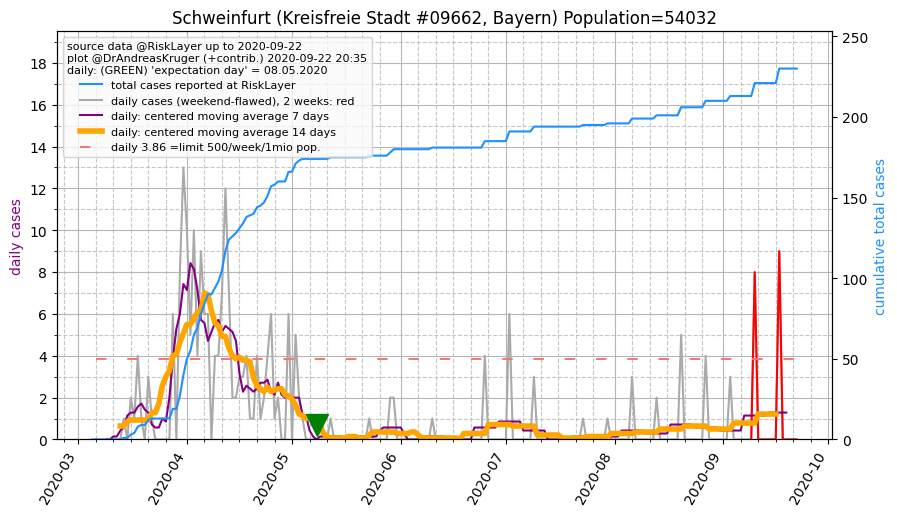 Schweinfurt (Kreisfreie Stadt #09662, Bayern) Population=54032
source data @RiskLayer up to 2020-09-22
plot @DrAndreasKruger (+contrib.) 2020-09-22 20:35
daily: (GREEN) 'expectation day' = 08.05.2020
total cases reported at RiskLayer
daily cases (weekend-flawed), 2 weeks: red
daily: centered moving average 7 days
daily: centered moving average 14 days
daily 3.86 =limit 500/week/1mio pop.
daily cases
18
16
14
12
10
8
6
4
2
0
250
200
150
100
50
0
cumulative total cases
2020-03
2020-04
2020-05
2020-06
2020-07
2020-08
2020-09
2020-10